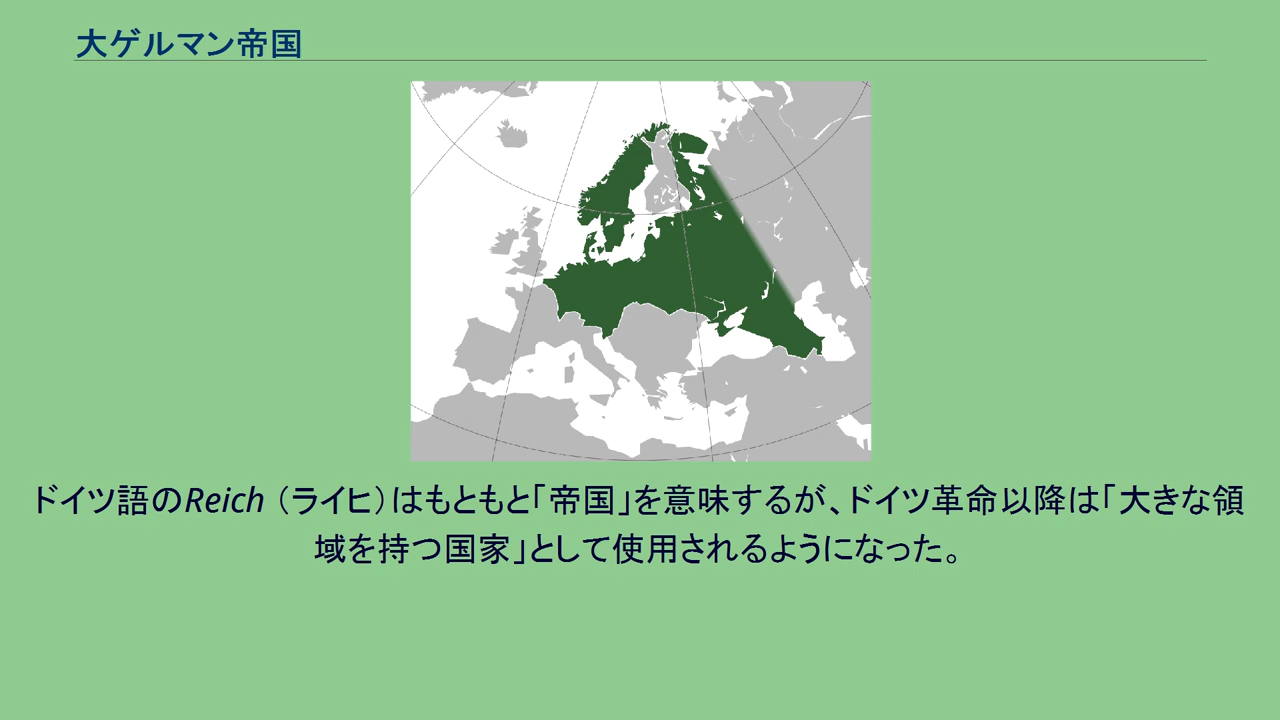 大ゲルマン帝国
ドイツ語のReich（ライヒ）はもともと「帝国」を意味するが、ドイツ革命以降は「大きな領
域を持つ国家」として使用されるようになった。